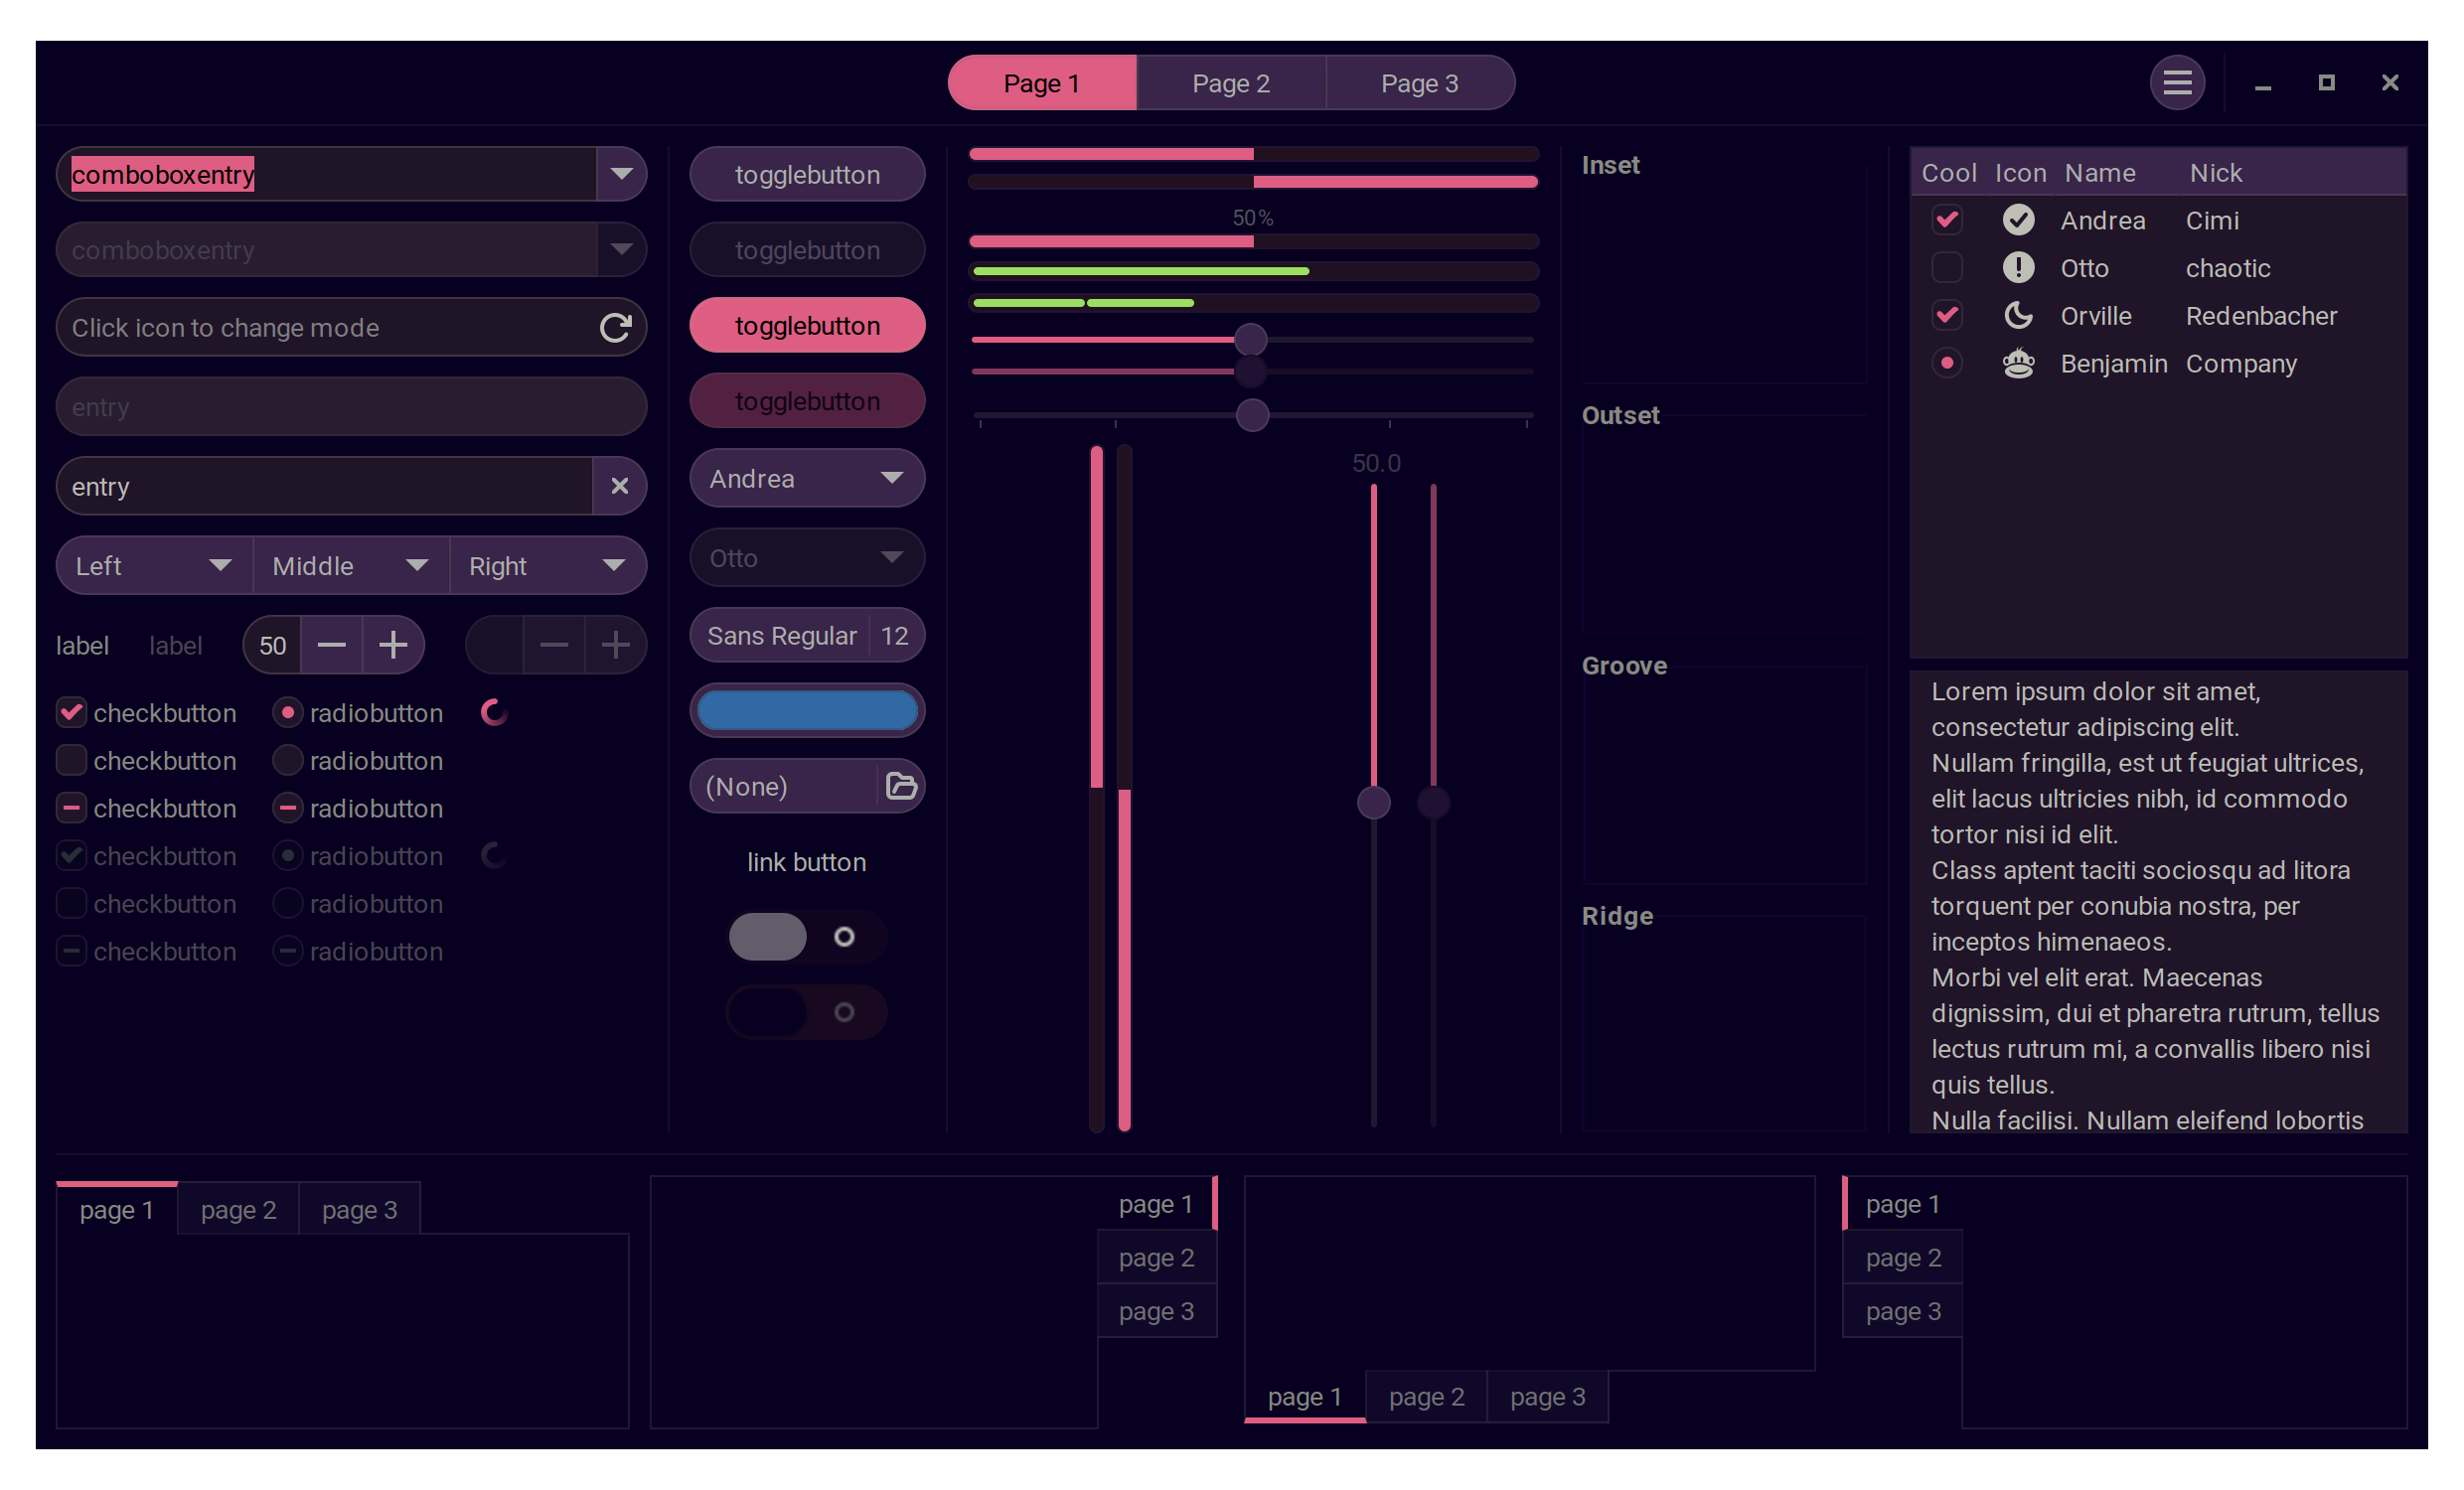 Page 1 Page 2 Page 3
comboboxentry
comboboxentry
Click icon to change mode
entry
entry
Left Middle Right
label label 50
checkbutton radiobutton
checkbutton radiobutton
checkbutton radiobutton
checkbutton radiobutton
checkbutton radiobutton
checkbutton radiobutton
togglebutton
togglebutton
togglebutton
togglebutton
Andrea
Otto
Sans Regular 12
(None)
link button
50%
50.0
Inset
Outset
Groove
Ridge
Cool Icon Name Nick
Andrea Cimi
Otto chaotic
Orville Redenbacher
Benjamin Company
Lorem ipsum dolor sit amet,
consectetur adipiscing elit.
Nullam fringilla, est ut feugiat ultrices,
elit lacus ultricies nibh, id commodo
tortor nisi id elit.
Class aptent taciti sociosqu ad litora
torquent per conubia nostra, per
inceptos himenaeos.
Morbi vel elit erat. Maecenas
dignissim, dui et pharetra rutrum, tellus
lectus rutrum mi, a convallis libero nisi
quis tellus.
Nulla facilisi. Nullam eleifend lobortis
page 1 page 2 page 3
page 1
page 2
page 3
page 1 page 2 page 3
page 1
page 2
page 3